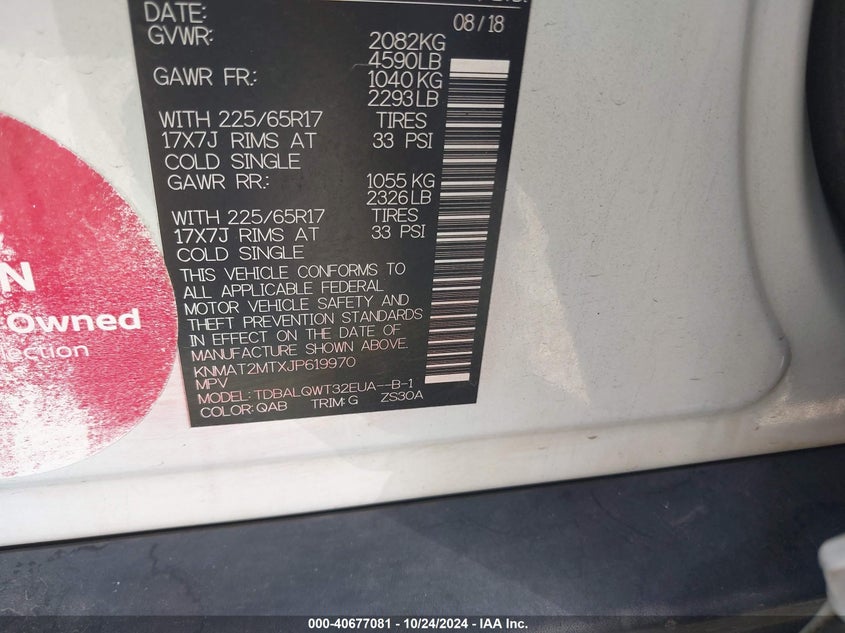 DATE: 08/18
GVWR: 2082KG
4590LB
GAWR FR.: 1040 KG
2293LB
WITH 225/65R17 TIRES
17X7J RIMS AT 33 PSI
COLD SINGLE
GAWR RR.: 1055 KG
2326LB
WITH 225/65R17 TIRES
17X7J RIMS AT 33 PSI
COLD SINGLE
THIS VEHICLE CONFORMS TO
ALL APPLICABLE FEDERAL
MOTOR VEHICLE SAFETY AND
THEFT PREVENTION STANDARDS
IN EFFECT ON THE DATE OF
MANUFACTURE SHOWN ABOVE.
KNMAT2MTXJP619970
MPV
MODEL: TDBALQWT32EUA--B-1
COLOR: QAB TRIM: G ZS30A
N
-Owned
lection
000-40677081 - 10/24/2024 - IAA Inc.